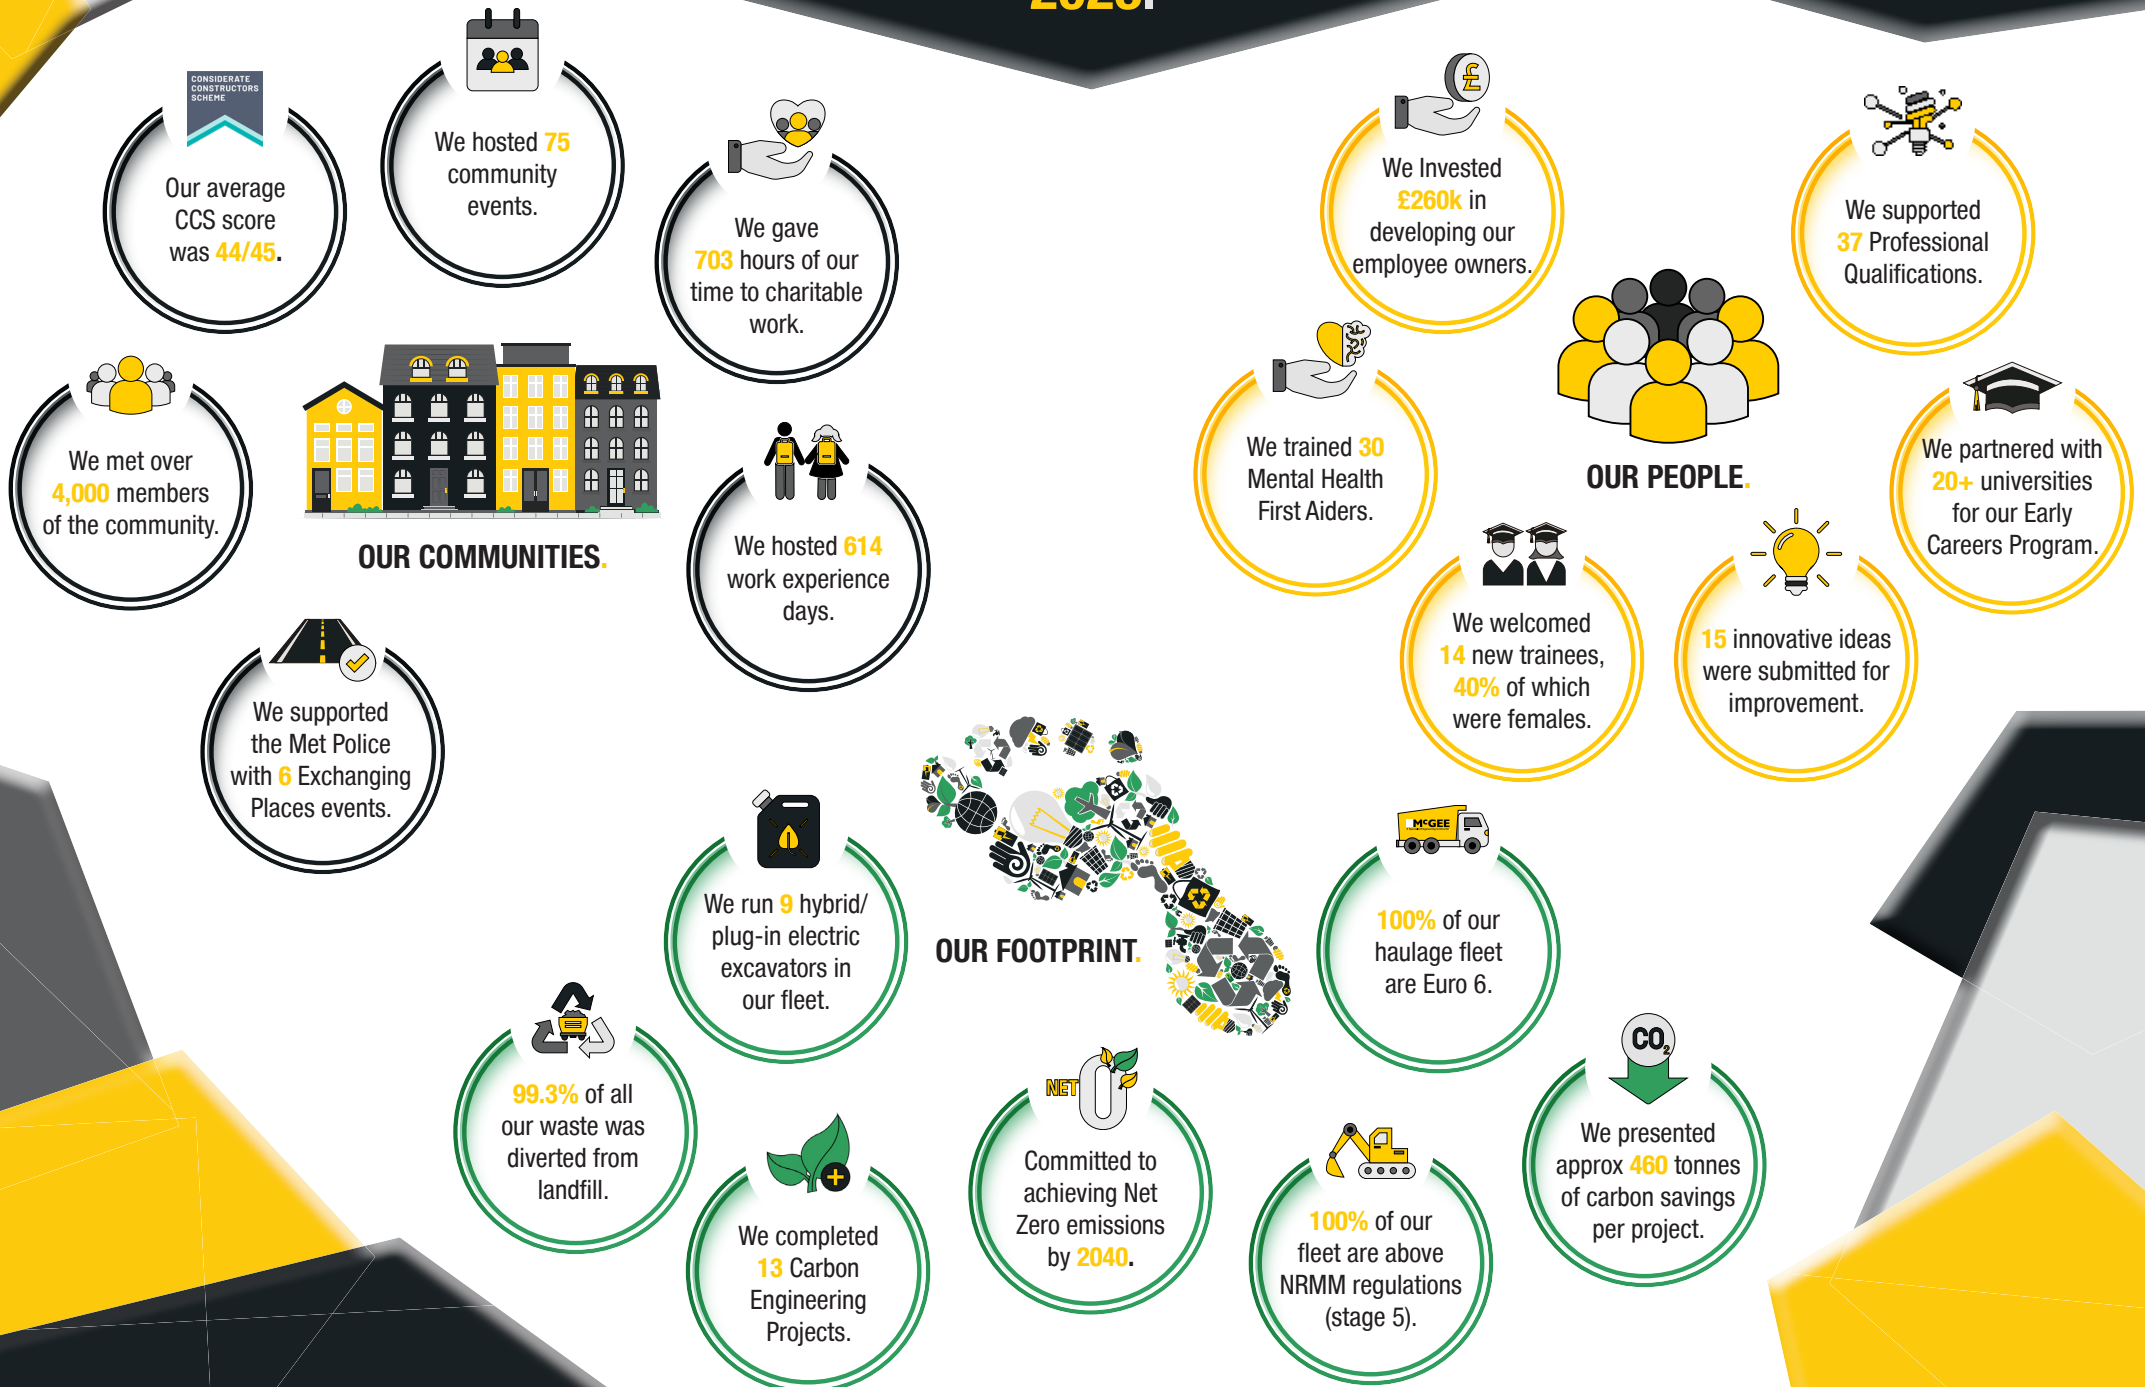 CONSIDERATE
CONSTRUCTORS
SCHEME
Our average
CCS score
was 44/45.
We hosted 75
community
events.
We gave
703 hours of our
time to charitable
work.
We met over
4,000 members
of the community.
OUR COMMUNITIES.
We hosted 614
work experience
days.
We supported
the Met Police
with 6 Exchanging
Places events.
£
We Invested
£260k in
developing our
employee owners.
We supported
37 Professional
Qualifications.
We trained 30
Mental Health
First Aiders.
OUR PEOPLE.
We partnered with
20+ universities
for our Early
Careers Program.
We welcomed
14 new trainees,
40% of which
were females.
15 innovative ideas
were submitted for
improvement.
We run 9 hybrid/
plug-in electric
excavators in
our fleet.
OUR FOOTPRINT.
McGEE
100% of our
haulage fleet
are Euro 6.
99.3% of all
our waste was
diverted from
landfill.
We completed
13 Carbon
Engineering
Projects.
NET 0
Committed to
achieving Net
Zero emissions
by 2040.
100% of our
fleet are above
NRMM regulations
(stage 5).
CO2
We presented
approx 460 tonnes
of carbon savings
per project.